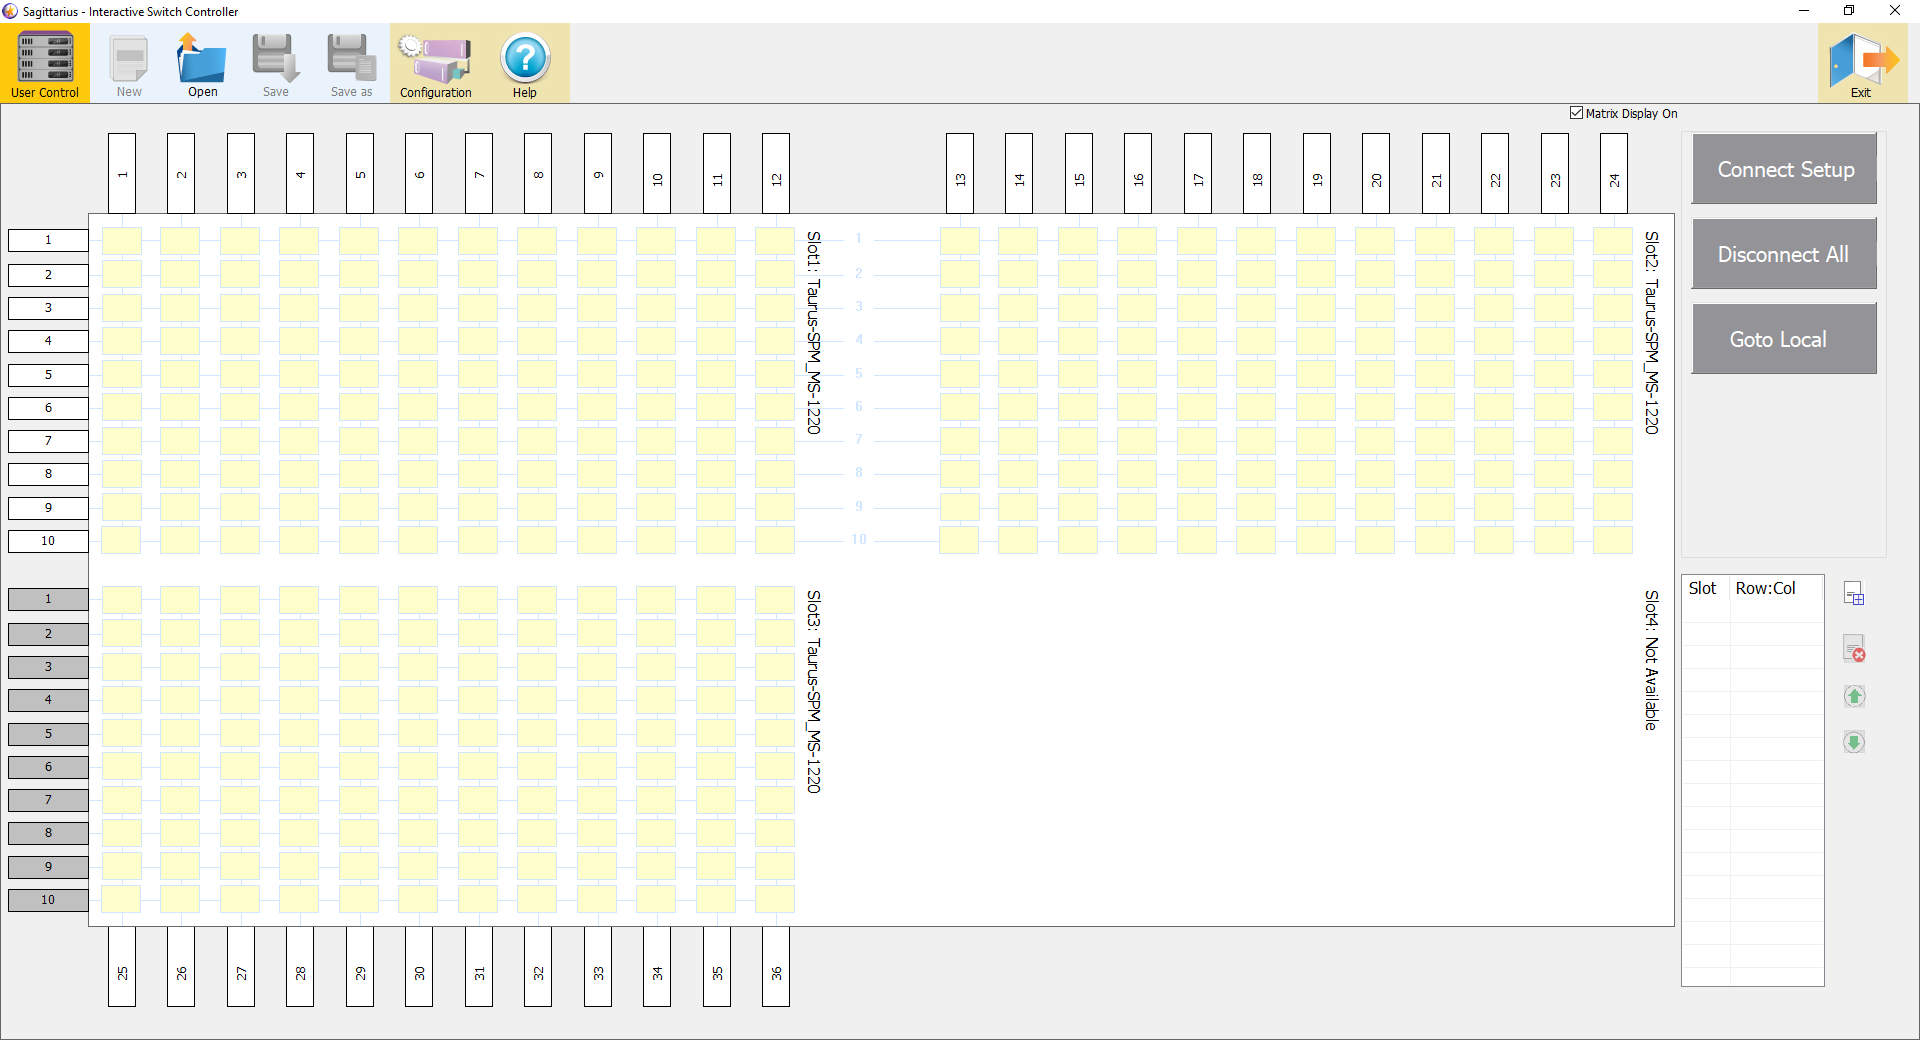 Sagittarius - Interactive Switch Controller
User Control
New
Open
Save
Save as
Configuration
Help
Exit
Matrix Display On
1 2 3 4 5 6 7 8 9 10 11 12 13 14 15 16 17 18 19 20 21 22 23 24
1 1
2 2
3 3
4 4
5 5
6 6
7 7
8 8
9 9
10 10
Slot1: Taurus-SPM_MS-1220
Slot2: Taurus-SPM_MS-1220
1
2
3
4
5
6
7
8
9
10
Slot3: Taurus-SPM_MS-1220
Slot4: Not Available
25 26 27 28 29 30 31 32 33 34 35 36
Connect Setup
Disconnect All
Goto Local
Slot Row:Col